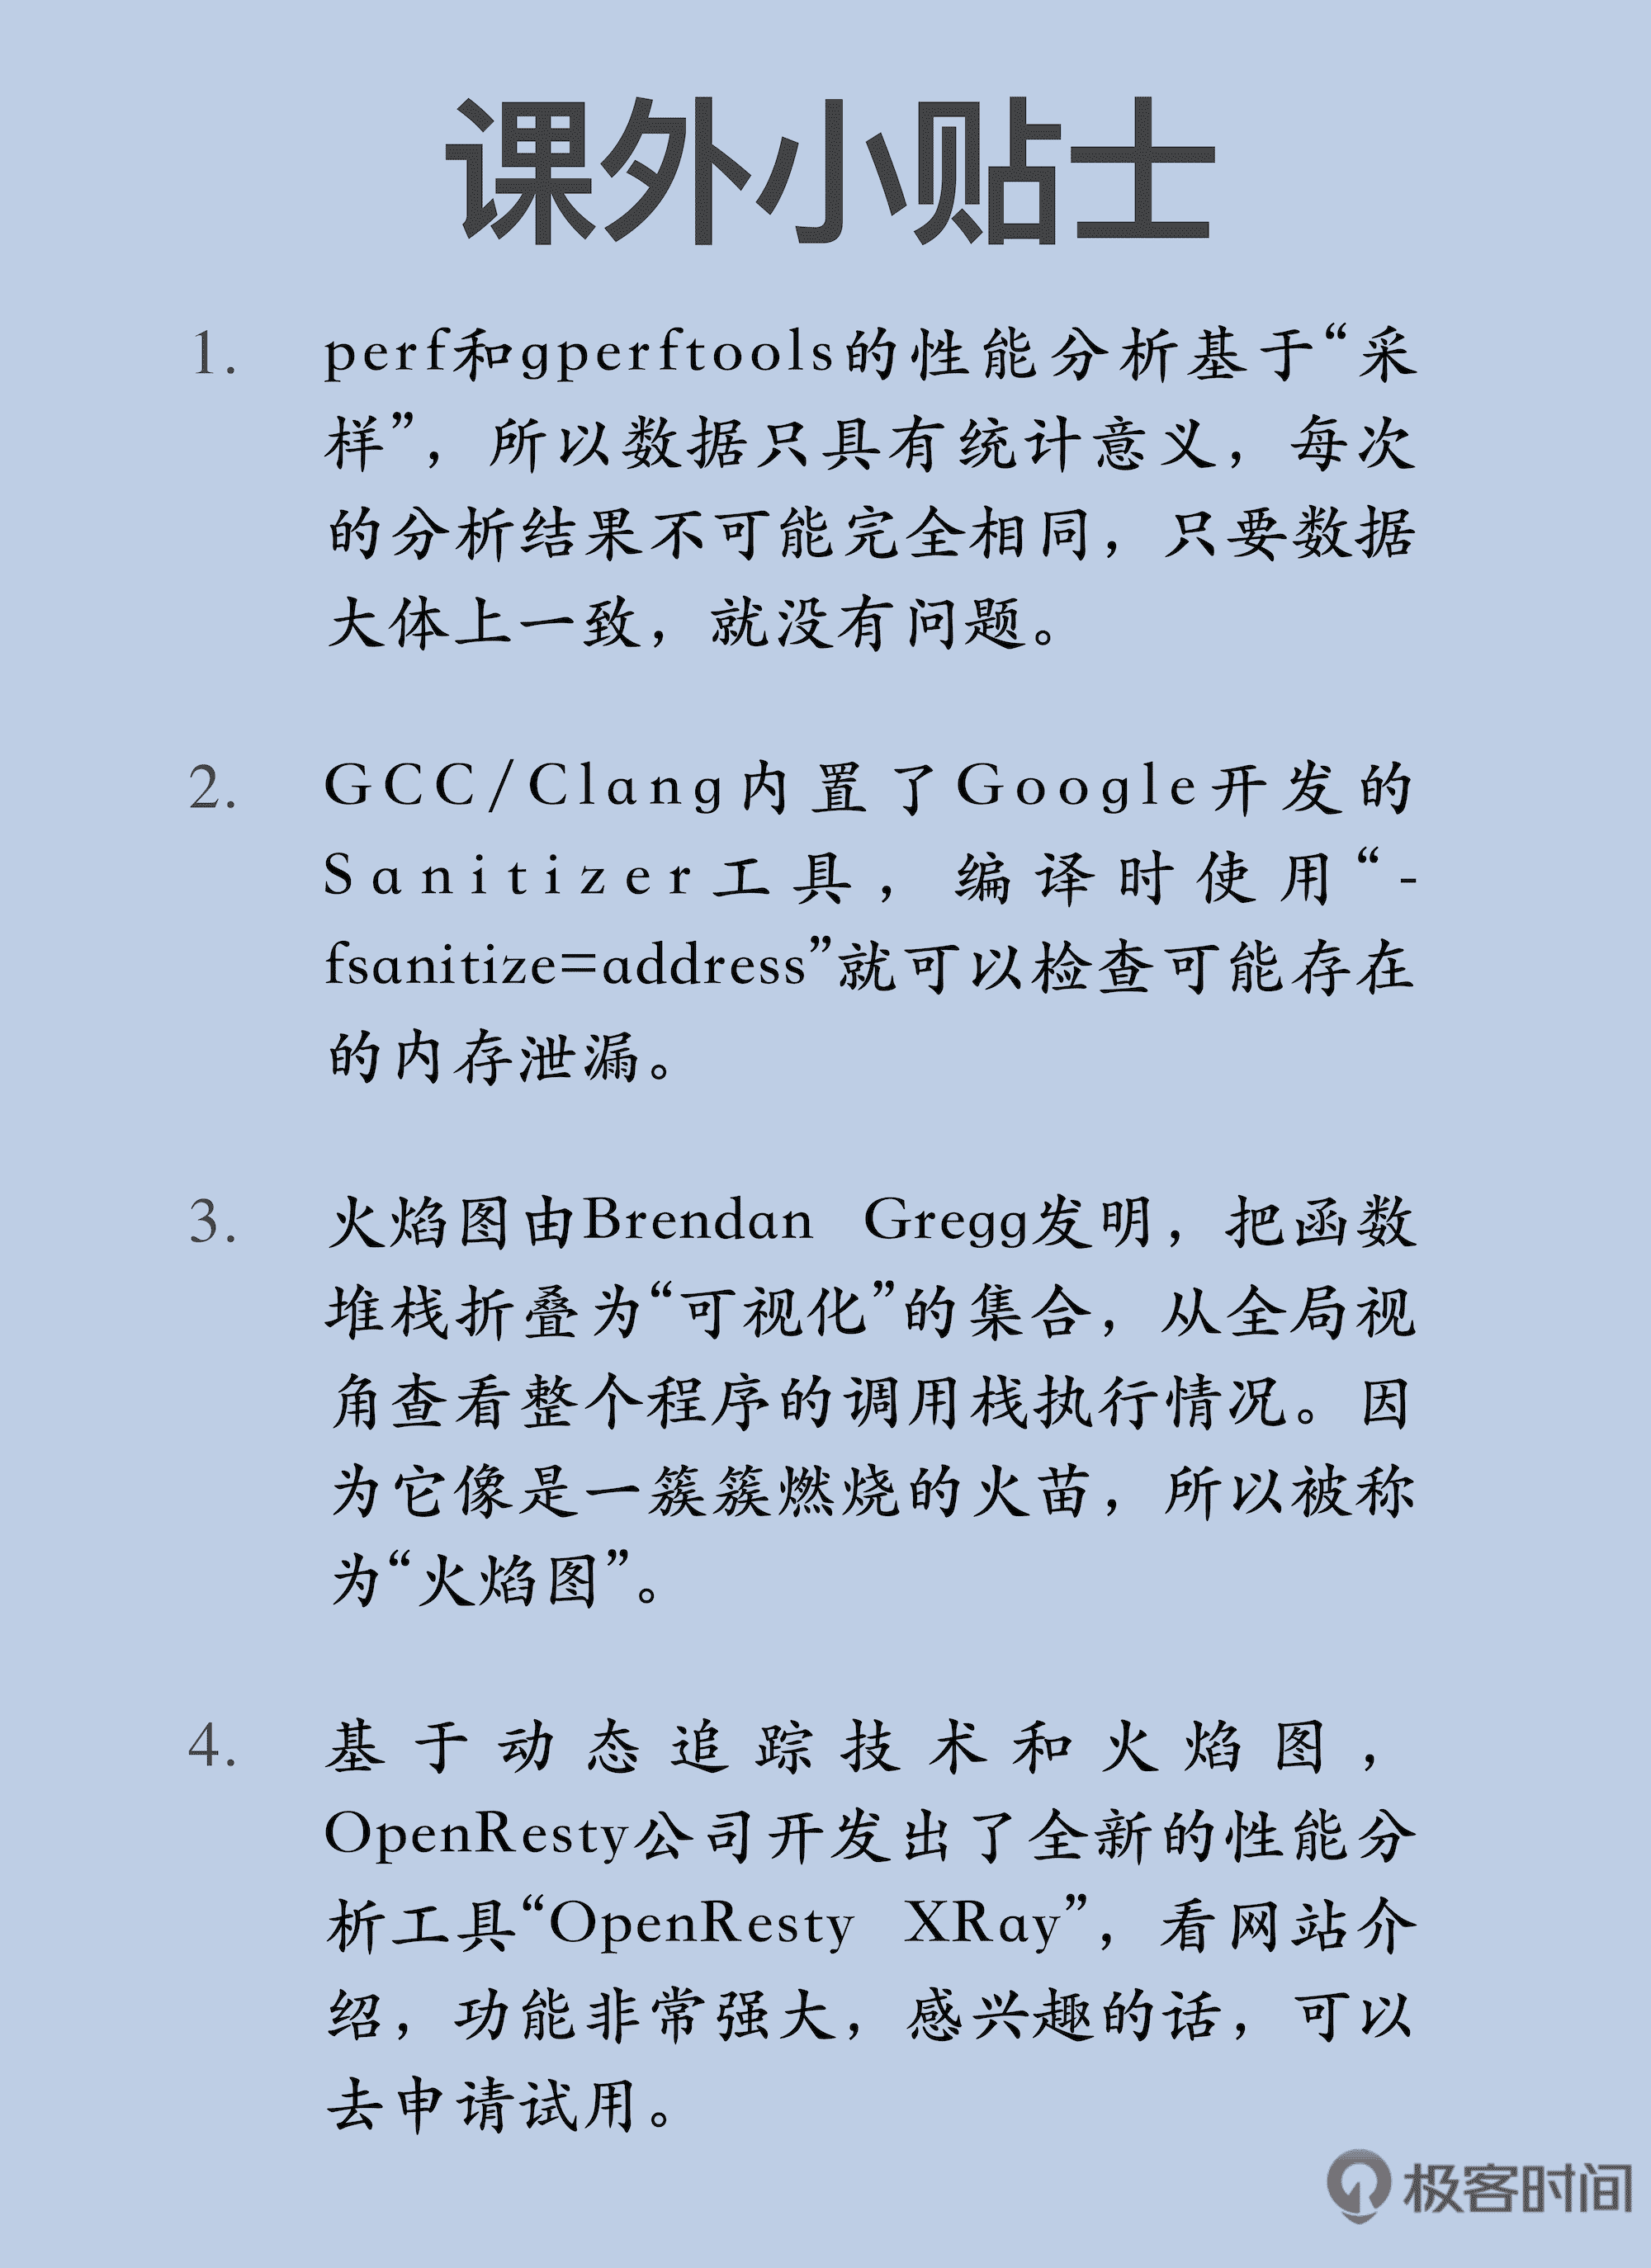 课外小贴士
1. perf和gperftools的性能分析基于“采
样”，所以数据只具有统计意义，每次
的分析结果不可能完全相同，只要数据
大体上一致，就没有问题。
2. GCC/Clang内置了Google开发的
Sanitizer工具，编译时使用“-
fsanitize=address”就可以检查可能存在
的内存泄漏。
3. 火焰图由Brendan Gregg发明，把函数
堆栈折叠为“可视化”的集合，从全局视
角查看整个程序的调用栈执行情况。因
为它像是一簇簇燃烧的火苗，所以被称
为“火焰图”。
4. 基于动态追踪技术和火焰图，
OpenResty公司开发出了全新的性能分
析工具“OpenResty XRay”，看网站介
绍，功能非常强大，感兴趣的话，可以
去申请试用。
极客时间